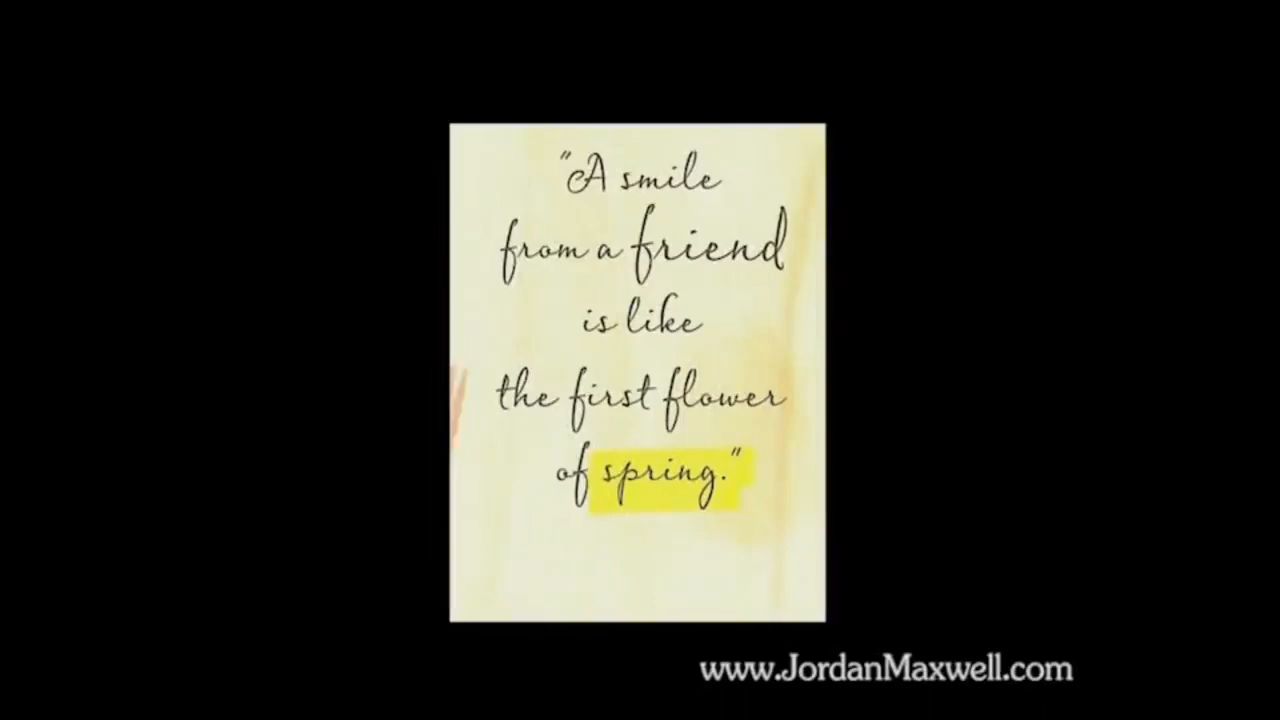 "A smile
from a friend
is like
the first flower
of spring."
www.JordanMaxwell.com